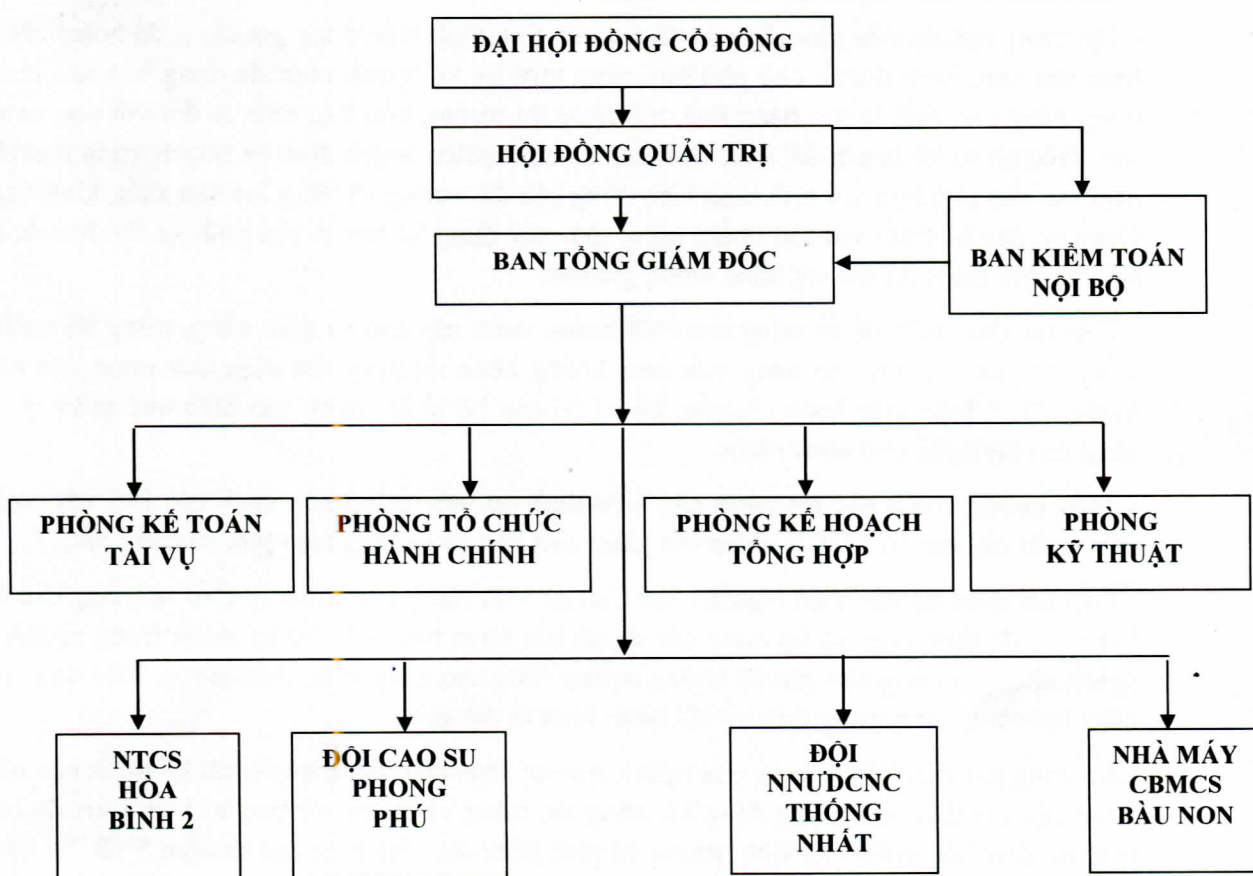 ĐẠI HỘI ĐỒNG CỔ ĐÔNG
HỘI ĐỒNG QUẢN TRỊ
BAN TỔNG GIÁM ĐỐC
BAN KIỂM TOÁN
NỘI BỘ
PHÒNG KẾ TOÁN
TÀI VỤ
PHÒNG TỔ CHỨC
HÀNH CHÍNH
PHÒNG KẾ HOẠCH
TỔNG HỢP
PHÒNG
KỸ THUẬT
NTCS
HÒA
BÌNH 2
ĐỘI CAO SU
PHONG
PHÚ
ĐỘI
NNUDCNC
THỐNG
NHẤT
NHÀ MÁY
CBMCS
BÀU NON